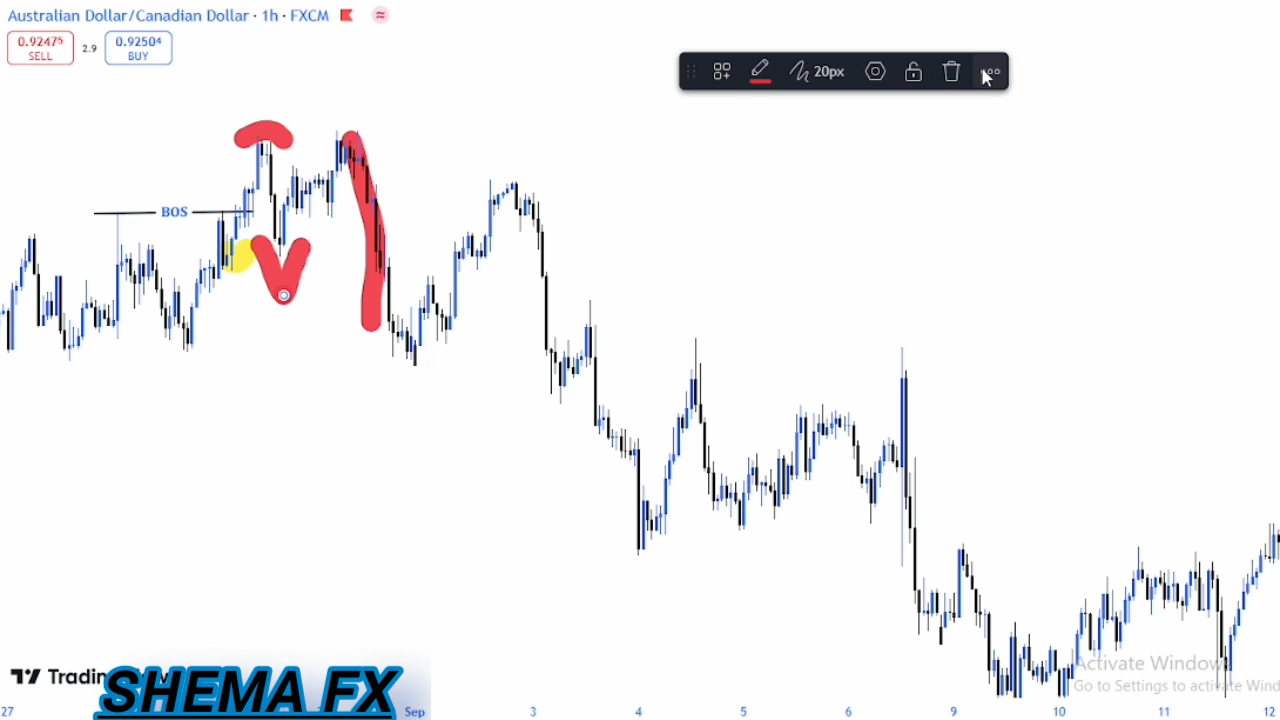 Australian Dollar/Canadian Dollar · 1h · FXCM
0.92475 2.9 0.92504
SELL BUY
20px
BOS
Activate Windows
Go to Settings to activate Wind
SHEMA FX
27 Sep 3 4 5 6 8 9 10 11 12